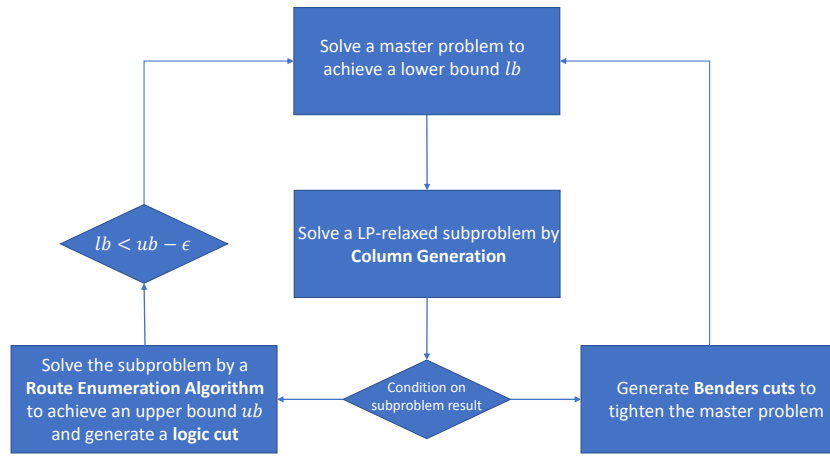 Solve a master problem to
achieve a lower bound lb
Solve a LP-relaxed subproblem by
Column Generation
lb < ub − ϵ
Solve the subproblem by a
Route Enumeration Algorithm
to achieve an upper bound ub
and generate a logic cut
Condition on
subproblem result
Generate Benders cuts to
tighten the master problem